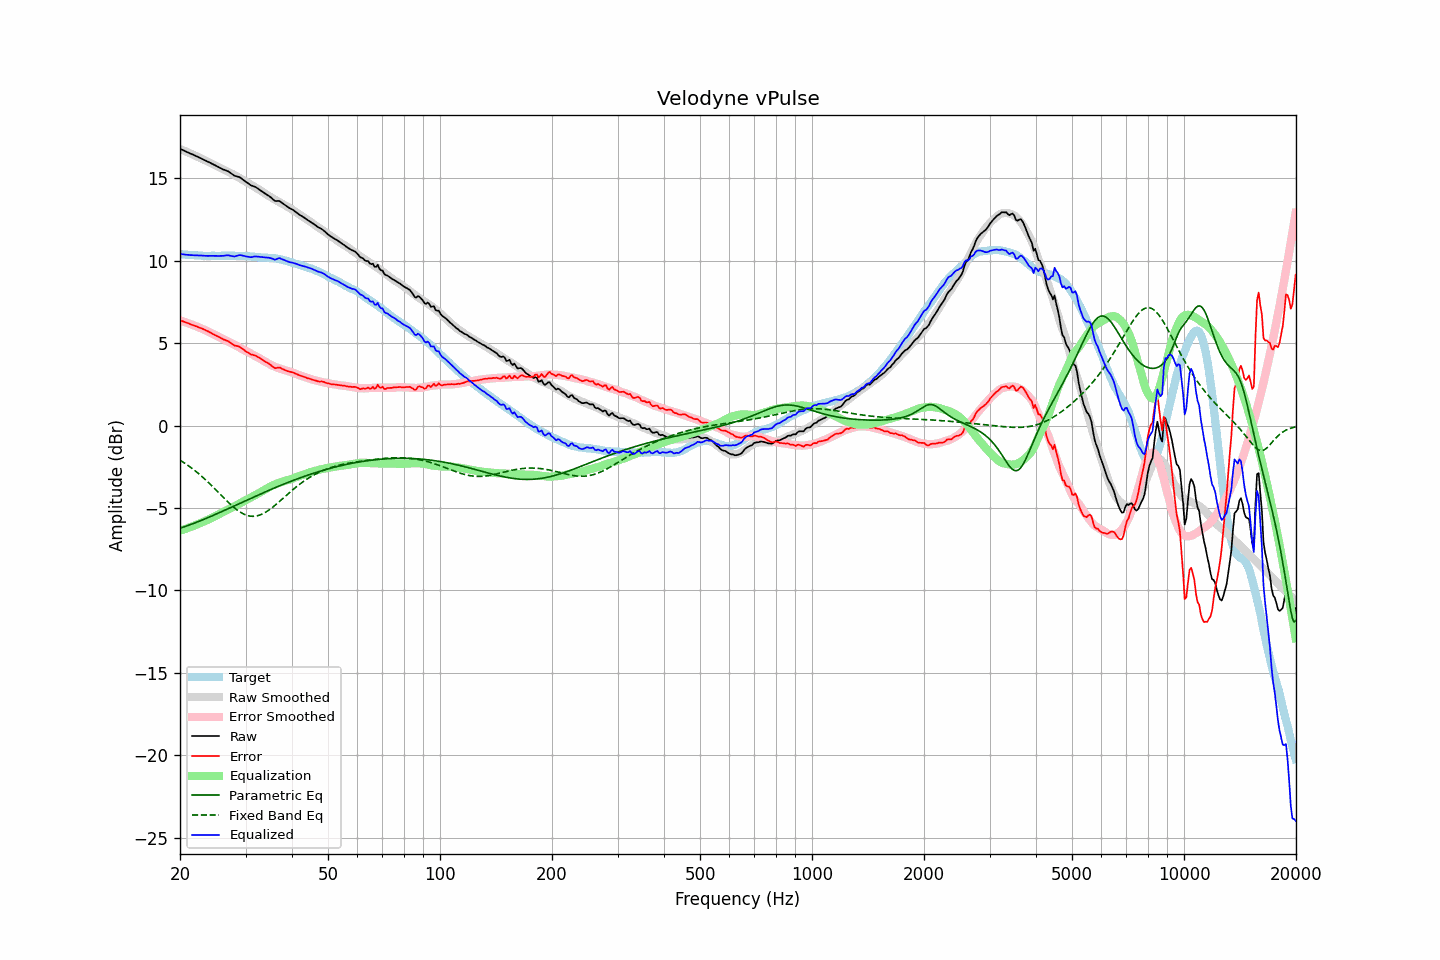 Velodyne vPulse
Amplitude (dBr)
15
10
5
0
−5
−10
−15
−20
−25
Target
Raw Smoothed
Error Smoothed
Raw
Error
Equalization
Parametric Eq
Fixed Band Eq
Equalized
20 50 100 200 500 1000 2000 5000 10000 20000
Frequency (Hz)